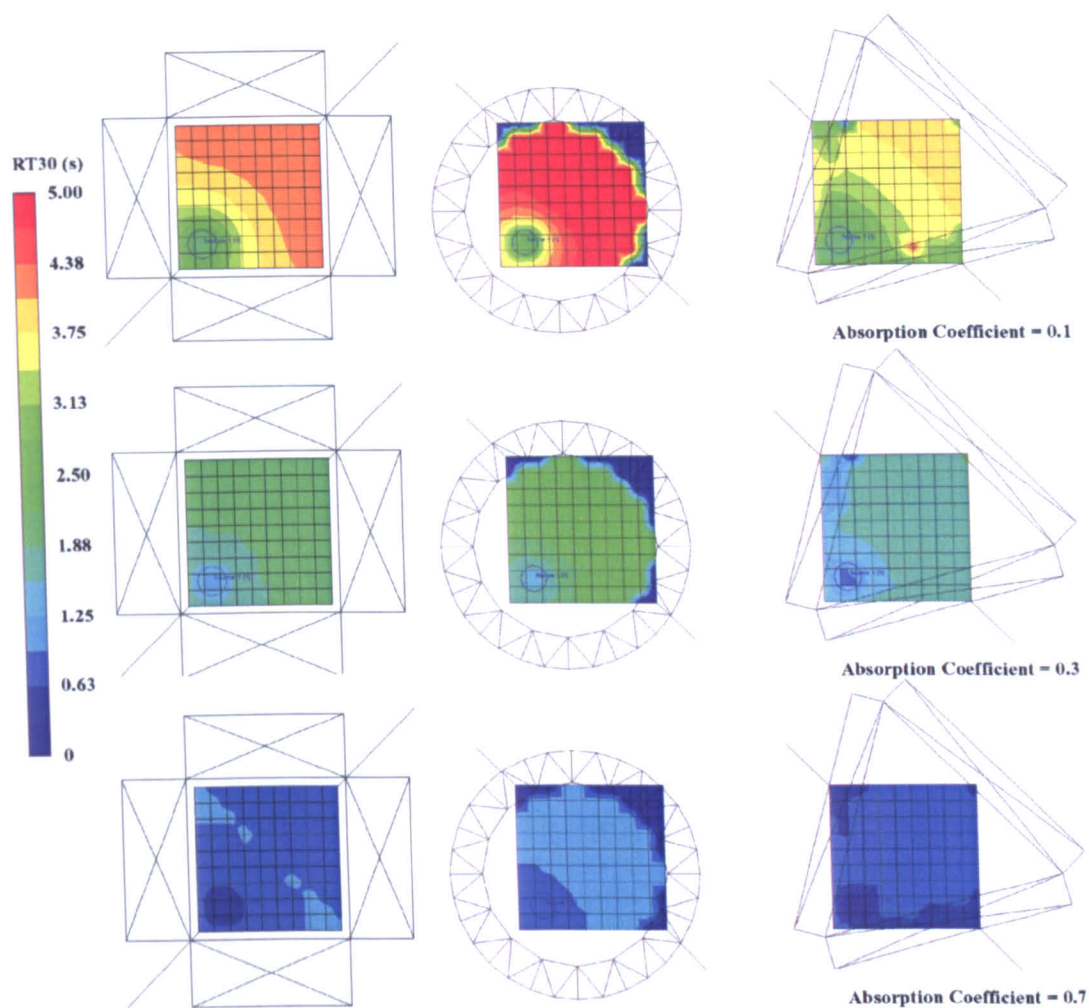 RT30 (s)
5.00
4.38
3.75
3.13
2.50
1.88
1.25
0.63
0
Absorption Coefficient = 0.1
Absorption Coefficient = 0.3
Absorption Coefficient = 0.7